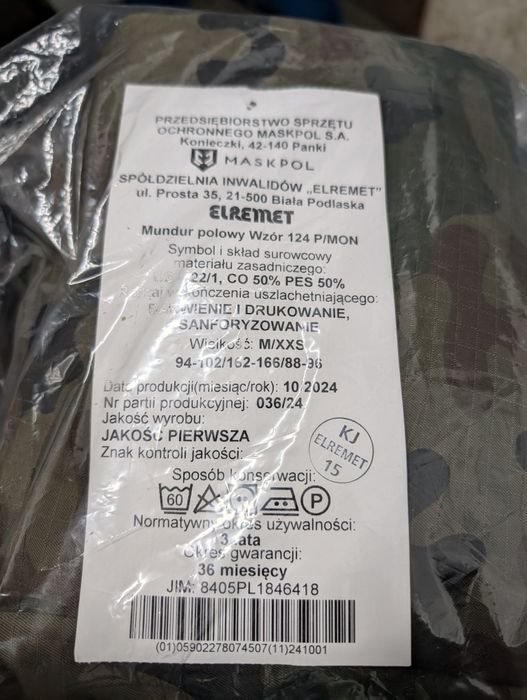 PRZEDSIĘBIORSTWO SPRZĘTU
OCHRONNEGO MASKPOL S.A.
Konieczki, 42-140 Panki
MASKPOL
SPÓŁDZIELNIA INWALIDÓW „ELREMET"
ul. Prosta 35, 21-500 Biała Podlaska
ELREMET
Mundur polowy Wzór 124 P/MON
Symbol i skład surowcowy
materiału zasadniczego:
22/1, CO 50% PES 50%
wykończenia uszlachetniającego:
I DRUKOWANIE,
SANFORYZOWANIE
Wielkość: M/XXS
94-102/162-166/88-96
Data produkcji(miesiąc/rok): 10.2024
Nr partii produkcyjnej: 036/24
Jakość wyrobu:
JAKOŚĆ PIERWSZA
Znak kontroli jakości:
KJ
ELREMET
15
Sposób konserwacji:
60 P
Normatywny okres używalności:
3 lata
Okres gwarancji:
36 miesięcy
JIM: 8405PL1846418
(01)05902278074507(11)241001